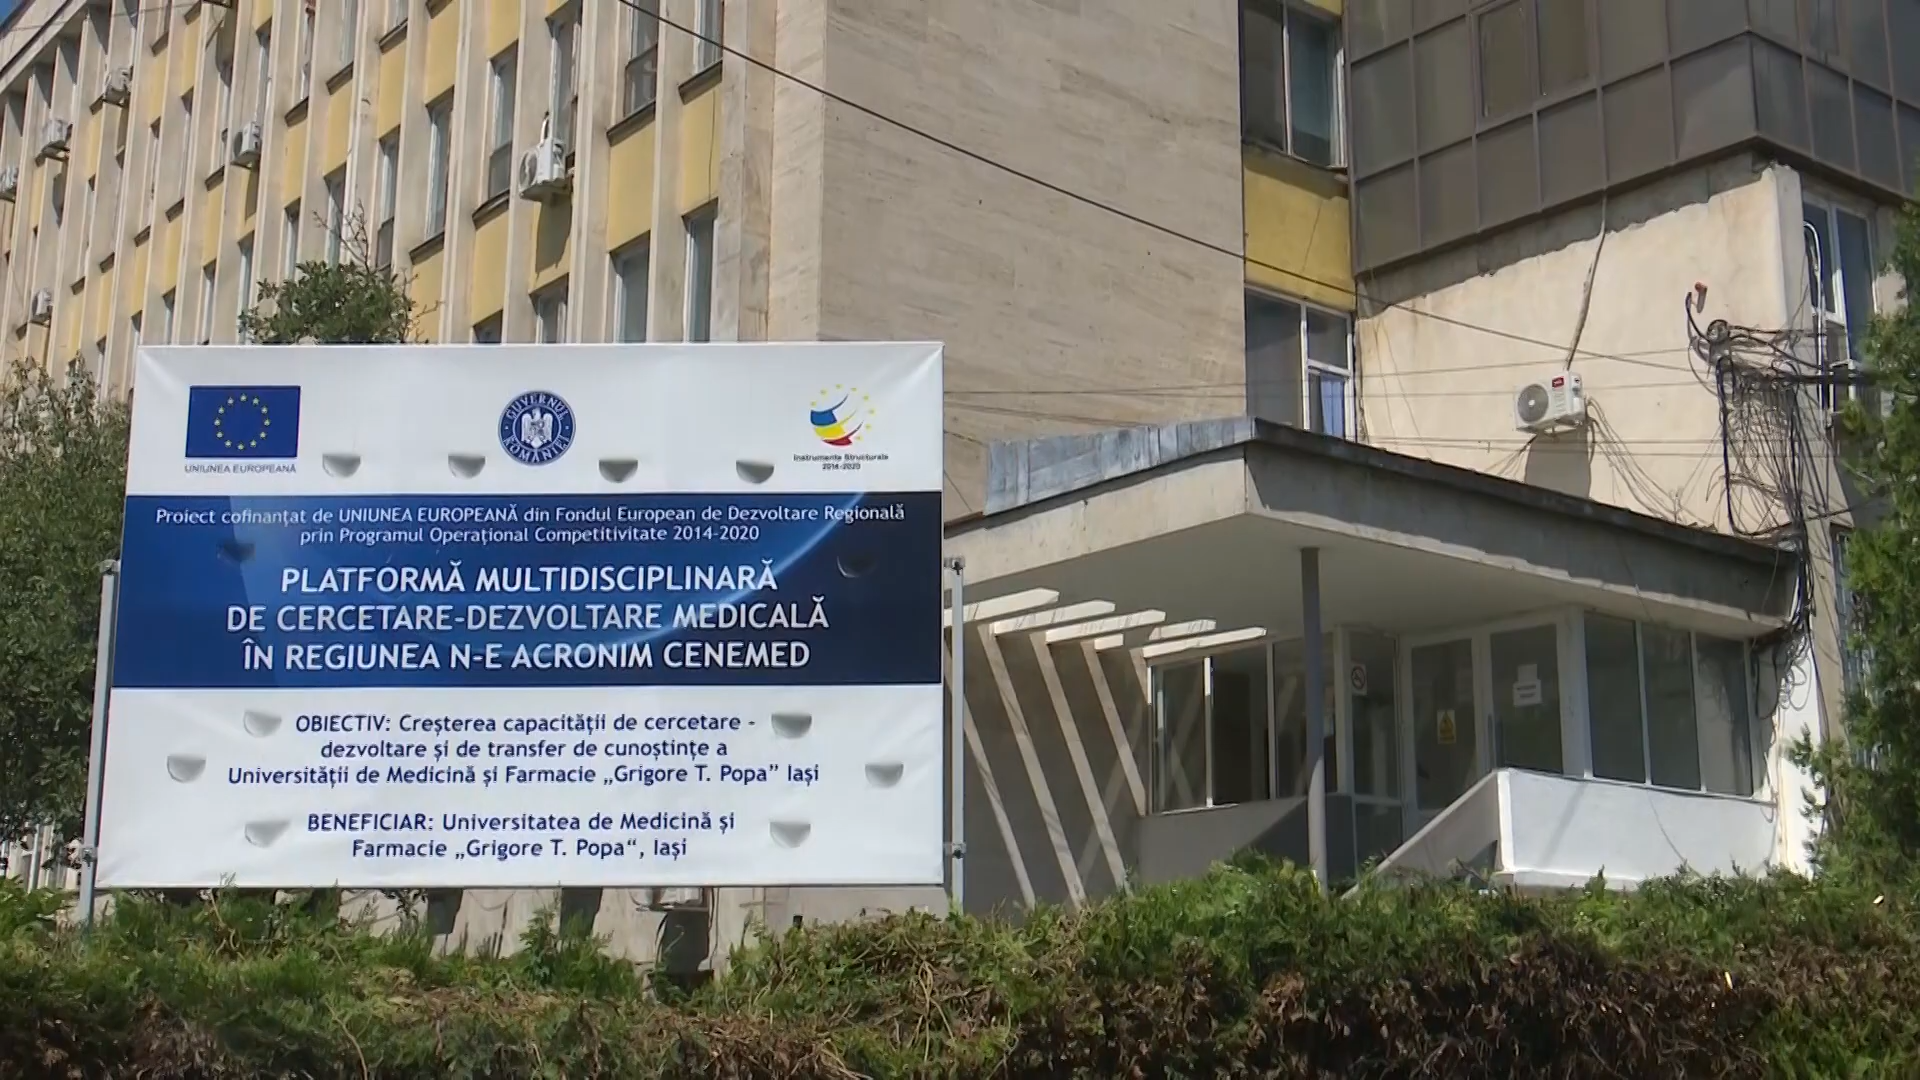 UNIUNEA EUROPEANĂ
GUVERNUL ROMÂNIEI
Instrumente Structurale
2014-2020
Proiect cofinanțat de UNIUNEA EUROPEANĂ din Fondul European de Dezvoltare Regională
prin Programul Operațional Competitivitate 2014-2020
PLATFORMĂ MULTIDISCIPLINARĂ
DE CERCETARE-DEZVOLTARE MEDICALĂ
ÎN REGIUNEA N-E ACRONIM CENEMED
OBIECTIV: Creșterea capacității de cercetare -
dezvoltare și de transfer de cunoștințe a
Universității de Medicină și Farmacie „Grigore T. Popa” Iași
BENEFICIAR: Universitatea de Medicină și
Farmacie „Grigore T. Popa“, Iași